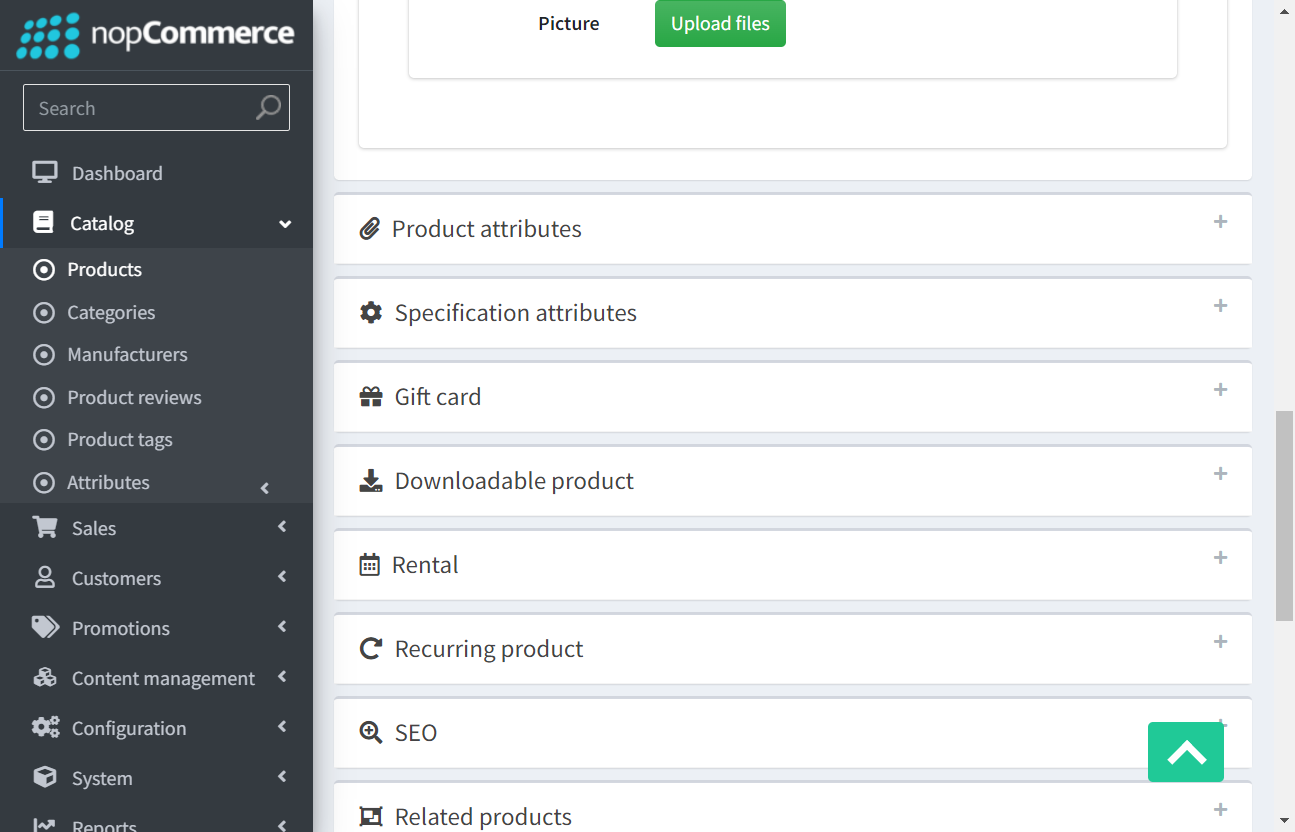 nopCommerce
Search
Dashboard
Catalog
Products
Categories
Manufacturers
Product reviews
Product tags
Attributes
Sales
Customers
Promotions
Content management
Configuration
System
Reports
Picture
Upload files
Product attributes
Specification attributes
Gift card
Downloadable product
Rental
Recurring product
SEO
Related products